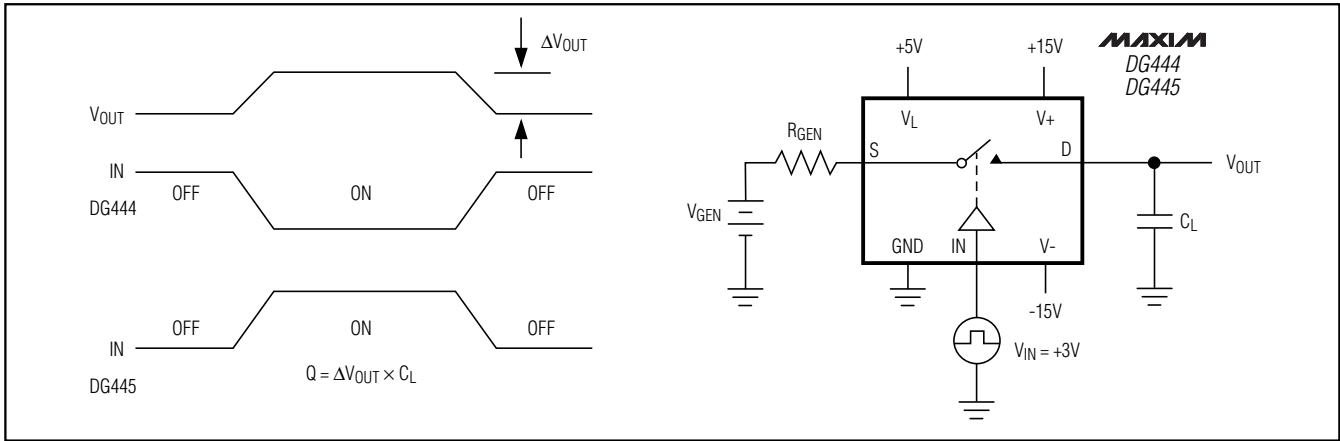 ΔVOUT
VOUT
IN
DG444
OFF ON OFF
IN
DG445
OFF ON OFF
Q = ΔVOUT × CL
+5V +15V
MAXIM
DG444
DG445
VL V+
RGEN
S D
VOUT
VGEN
CL
GND IN V-
-15V
VIN = +3V